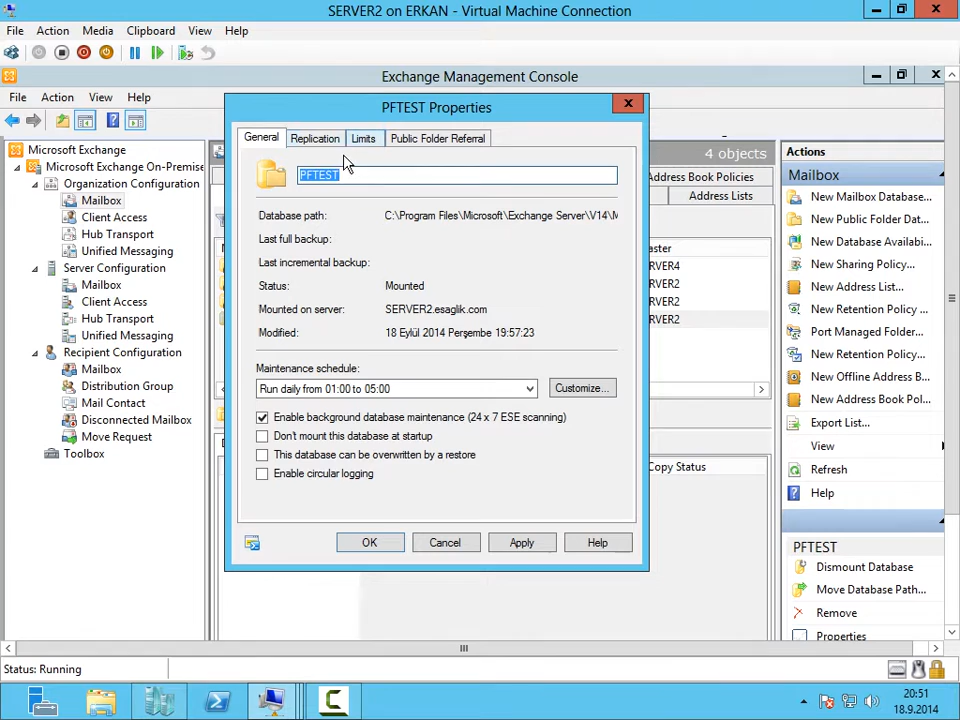 SERVER2 on ERKAN - Virtual Machine Connection
File Action Media Clipboard View Help
Exchange Management Console
File Action View Help
Microsoft Exchange
Microsoft Exchange On-Premise
Organization Configuration
Mailbox
Client Access
Hub Transport
Unified Messaging
Server Configuration
Mailbox
Client Access
Hub Transport
Unified Messaging
Recipient Configuration
Mailbox
Distribution Group
Mail Contact
Disconnected Mailbox
Move Request
Toolbox
4 objects
Address Book Policies
Address Lists
RVER4
RVER2
RVER2
RVER2
Copy Status
PFTEST Properties
General Replication Limits Public Folder Referral
PFTEST
Database path: C:\Program Files\Microsoft\Exchange Server\V14\M
Last full backup:
Last incremental backup:
Status: Mounted
Mounted on server: SERVER2.esaglik.com
Modified: 18 Eylül 2014 Perşembe 19:57:23
Maintenance schedule:
Run daily from 01:00 to 05:00 Customize...
Enable background database maintenance (24 x 7 ESE scanning)
Don't mount this database at startup
This database can be overwritten by a restore
Enable circular logging
OK Cancel Apply Help
Actions
Mailbox
New Mailbox Database...
New Public Folder Dat...
New Database Availabi...
New Sharing Policy...
New Address List...
New Retention Policy ...
Port Managed Folder...
New Retention Policy...
New Offline Address B...
New Address Book Pol...
Export List...
View
Refresh
Help
PFTEST
Dismount Database
Move Database Path...
Remove
Properties
Status: Running
20:51
18.9.2014